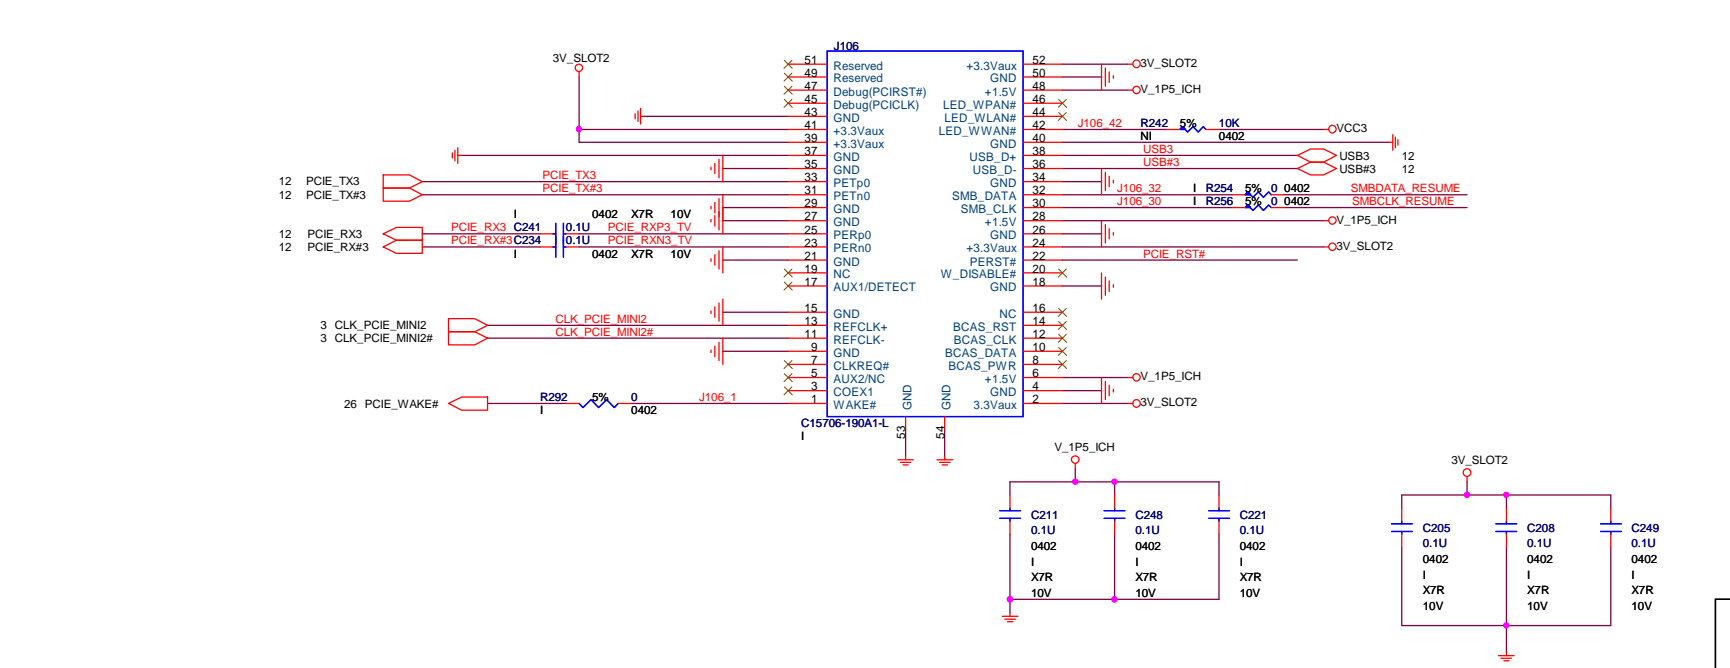 J106
3V_SLOT2
51 Reserved +3.3Vaux 52 3V_SLOT2
49 Reserved GND 50
47 Debug(PCIRST#) +1.5V 48 V_1P5_ICH
45 Debug(PCICLK) LED_WPAN# 46
43 GND LED_WLAN# 44
41 +3.3Vaux LED_WWAN# 42 J106_42 R242 5% 10K VCC3
NI 0402
39 +3.3Vaux GND 40
37 GND USB_D+ 38 USB3 USB3 12
35 GND USB_D- 36 USB#3 USB#3 12
12 PCIE_TX3 PCIE_TX3 33 PETp0 GND 34
12 PCIE_TX#3 PCIE_TX#3 31 PETn0 SMB_DATA 32 J106_32 I R254 5% 0 0402 SMBDATA_RESUME
29 GND SMB_CLK 30 J106_30 I R256 5% 0 0402 SMBCLK_RESUME
I 0402 X7R 10V
27 GND +1.5V 28 V_1P5_ICH
12 PCIE_RX3 PCIE_RX3 C241 0.1U PCIE_RXP3_TV 25 PERp0 GND 26
12 PCIE_RX#3 PCIE_RX#3 C234 0.1U PCIE_RXN3_TV 23 PERn0 +3.3Vaux 24 3V_SLOT2
I 0402 X7R 10V
21 GND PERST# 22 PCIE_RST#
19 NC W_DISABLE# 20
17 AUX1/DETECT GND 18
15 GND NC 16
3 CLK_PCIE_MINI2 CLK_PCIE_MINI2 13 REFCLK+ BCAS_RST 14
3 CLK_PCIE_MINI2# CLK_PCIE_MINI2# 11 REFCLK- BCAS_CLK 12
9 GND BCAS_DATA 10
7 CLKREQ# BCAS_PWR 8
5 AUX2/NC +1.5V 6 V_1P5_ICH
3 COEX1 GND 4
26 PCIE_WAKE# R292 5% 0 J106_1 1 WAKE# 3.3Vaux 2 3V_SLOT2
I 0402
GND GND
53 54
C15706-190A1-L
I
V_1P5_ICH
C211 C248 C221
0.1U 0.1U 0.1U
0402 0402 0402
I I I
X7R X7R X7R
10V 10V 10V
3V_SLOT2
C205 C208 C249
0.1U 0.1U 0.1U
0402 0402 0402
I I I
X7R X7R X7R
10V 10V 10V